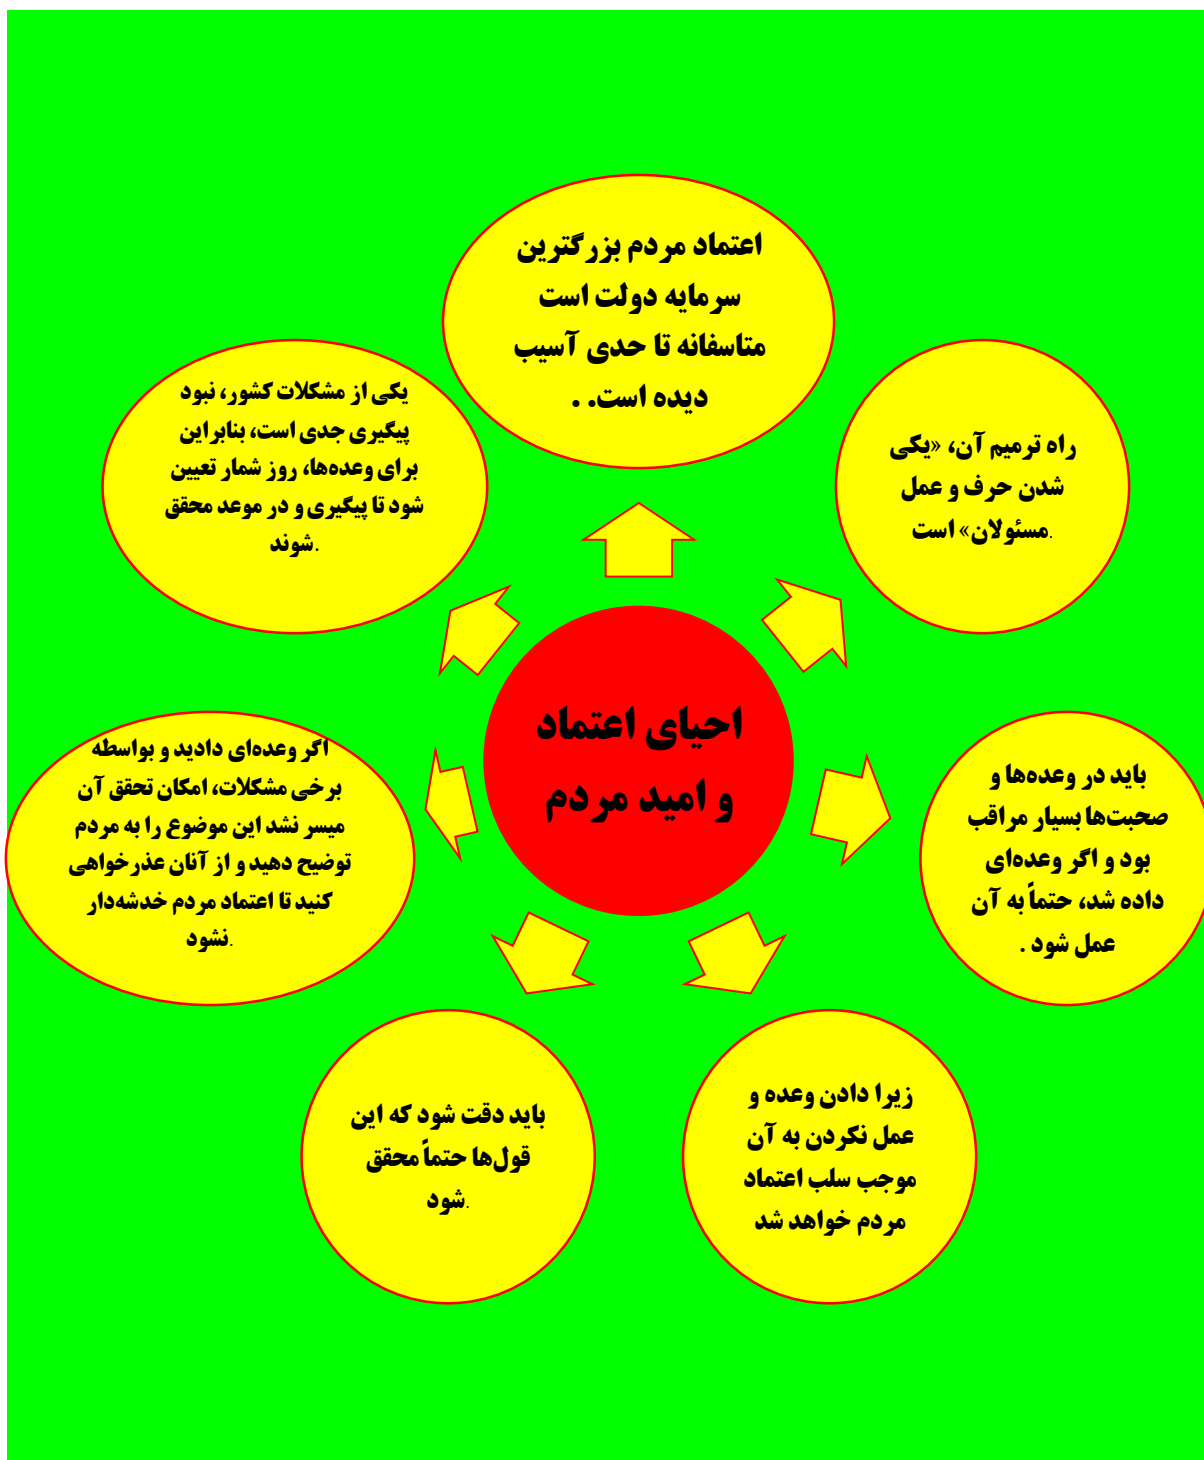 احیای اعتماد
و امید مردم
اعتماد مردم بزرگترین
سرمایه دولت است
متاسفانه تا حدی آسیب
دیده است. .
راه ترمیم آن، «یکی
شدن حرف و عمل
مسئولان» است.
باید در وعده‌ها و
صحبت‌ها بسیار مراقب
بود و اگر وعده‌ای
داده شد، حتماً به آن
عمل شود .
زیرا دادن وعده و
عمل نکردن به آن
موجب سلب اعتماد
مردم خواهد شد
باید دقت شود که این
قول‌ها حتماً محقق
شود.
اگر وعده‌ای دادید و بواسطه
برخی مشکلات، امکان تحقق آن
میسر نشد این موضوع را به مردم
توضیح دهید و از آنان عذرخواهی
کنید تا اعتماد مردم خدشه‌دار
نشود.
یکی از مشکلات کشور، نبود
پیگیری جدی است، بنابراین
برای وعده‌ها، روز شمار تعیین
شود تا پیگیری و در موعد محقق
شوند.